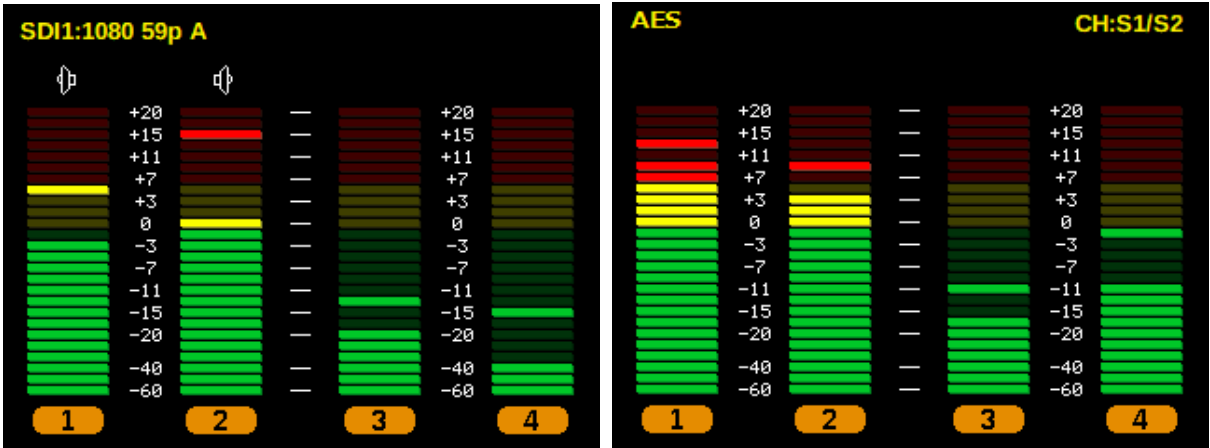 SDI1:1080 59p A
+20 — +20
+15 — +15
+11 — +11
+7 — +7
+3 — +3
0 — 0
-3 — -3
-7 — -7
-11 — -11
-15 — -15
-20 — -20
-40 — -40
-60 — -60
1 2 3 4
AES CH:S1/S2
+20 — +20
+15 — +15
+11 — +11
+7 — +7
+3 — +3
0 — 0
-3 — -3
-7 — -7
-11 — -11
-15 — -15
-20 — -20
-40 — -40
-60 — -60
1 2 3 4